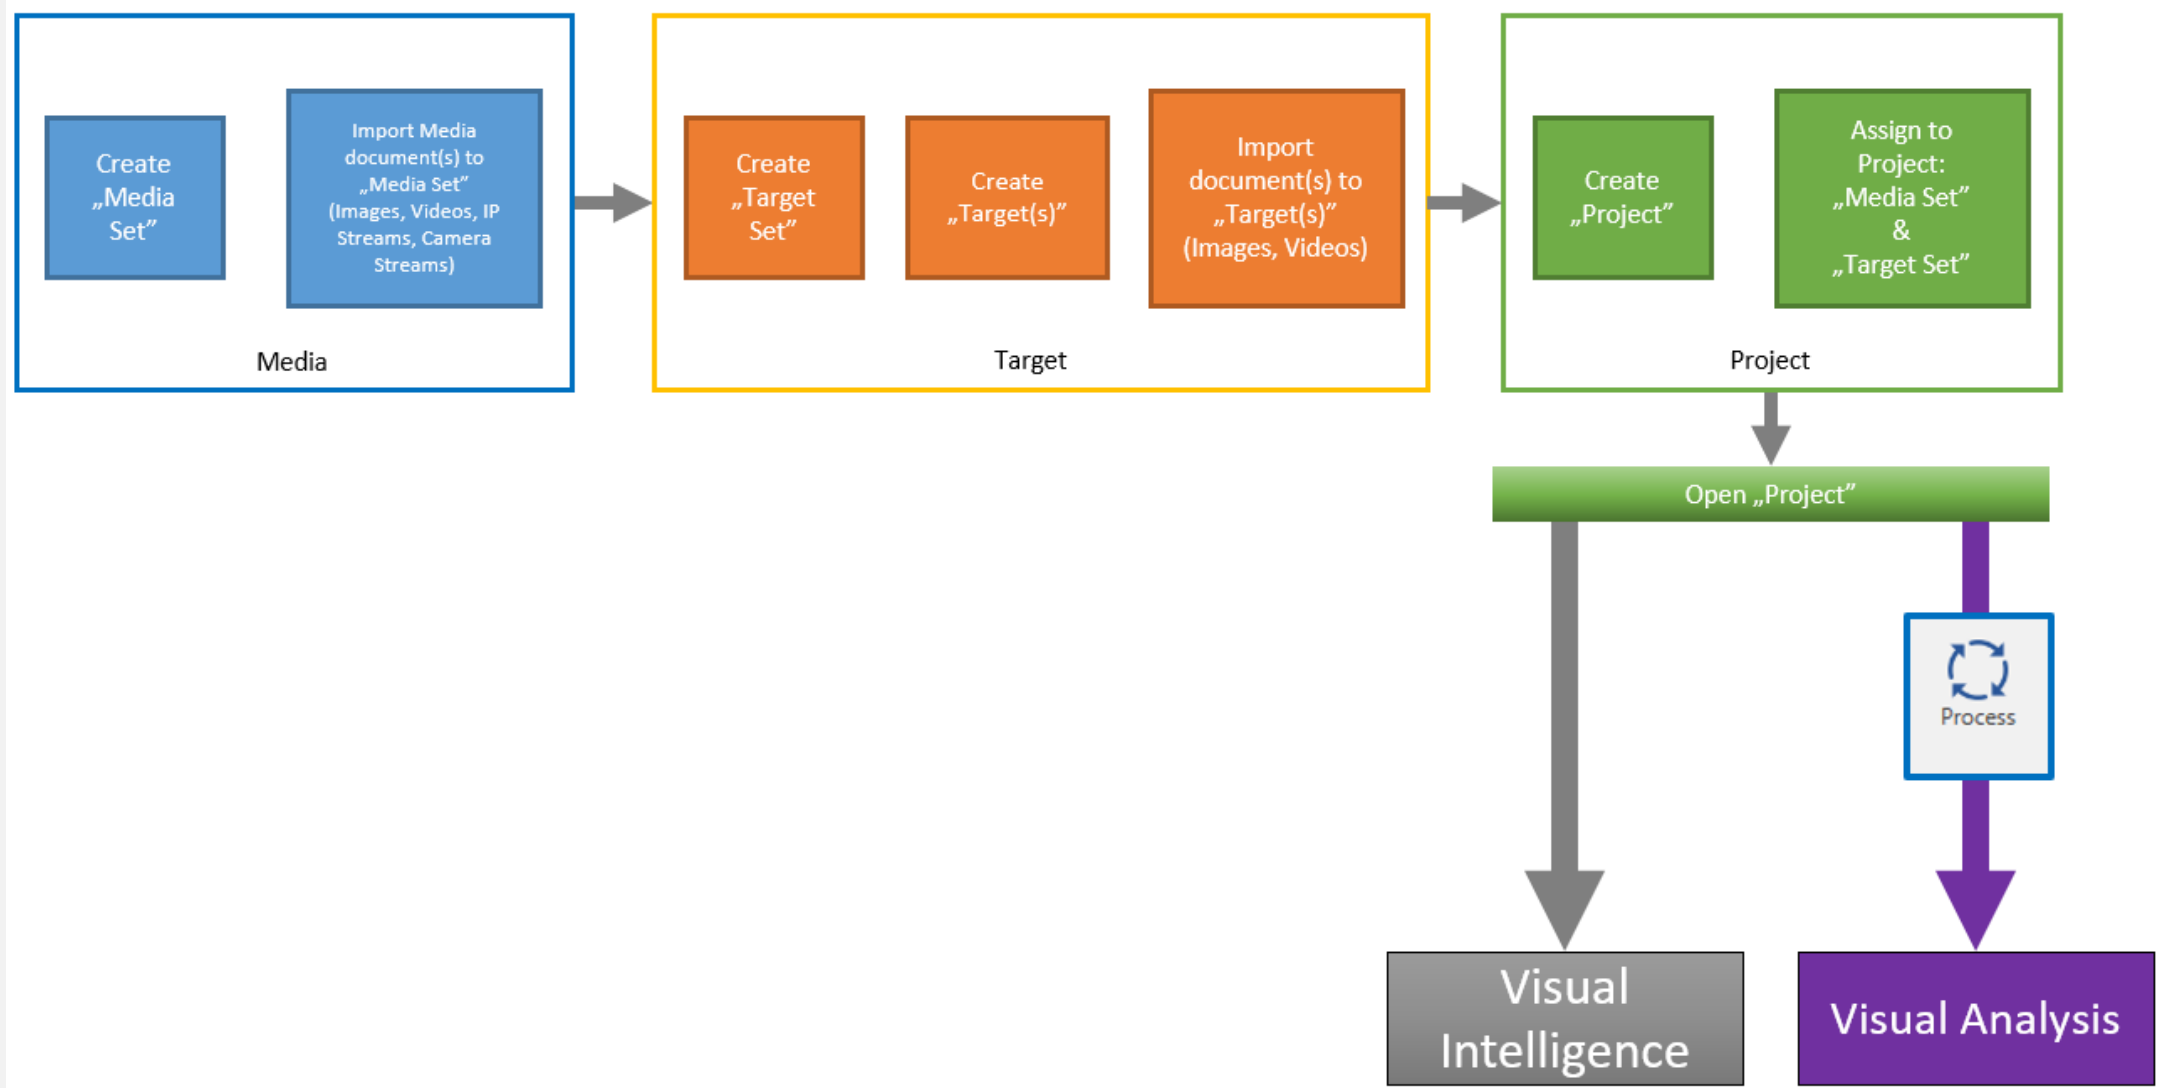 Create
„Media
Set”
Import Media
document(s) to
„Media Set”
(Images, Videos, IP
Streams, Camera
Streams)
Media
Create
„Target
Set”
Create
„Target(s)”
Import
document(s) to
„Target(s)”
(Images, Videos)
Target
Create
„Project”
Assign to
Project:
„Media Set”
&
„Target Set”
Project
Open „Project”
Process
Visual
Intelligence
Visual Analysis